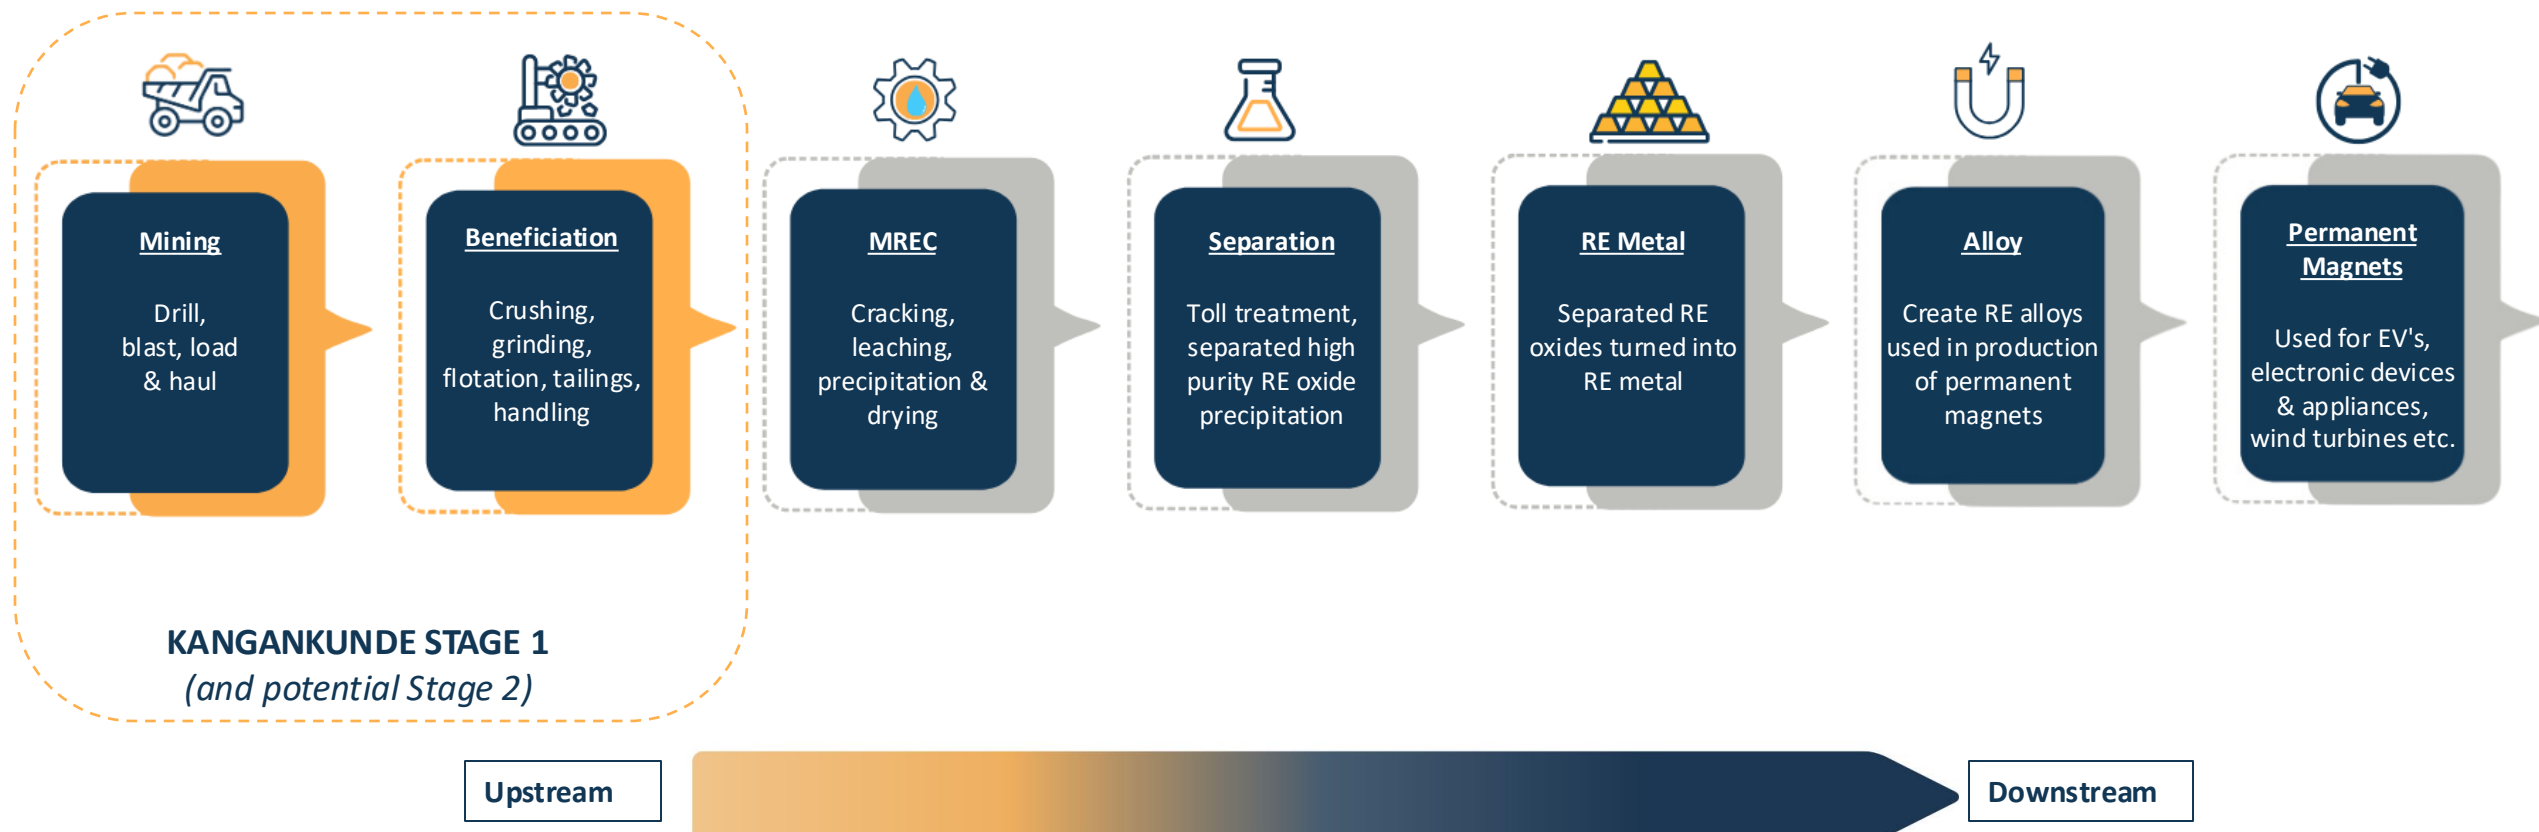 Mining
Drill,
blast, load
& haul
Beneficiation
Crushing,
grinding,
flotation, tailings,
handling
MREC
Cracking,
leaching,
precipitation &
drying
Separation
Toll treatment,
separated high
purity RE oxide
precipitation
RE Metal
Separated RE
oxides turned into
RE metal
Alloy
Create RE alloys
used in production
of permanent
magnets
Permanent
Magnets
Used for EV's,
electronic devices
& appliances,
wind turbines etc.
KANGANKUNDE STAGE 1
(and potential Stage 2)
Upstream
Downstream